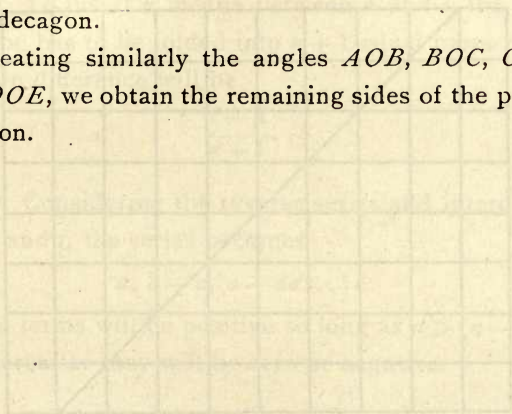 decagon.
eating similarly the angles AOB, BOC, C
OE, we obtain the remaining sides of the p
on.